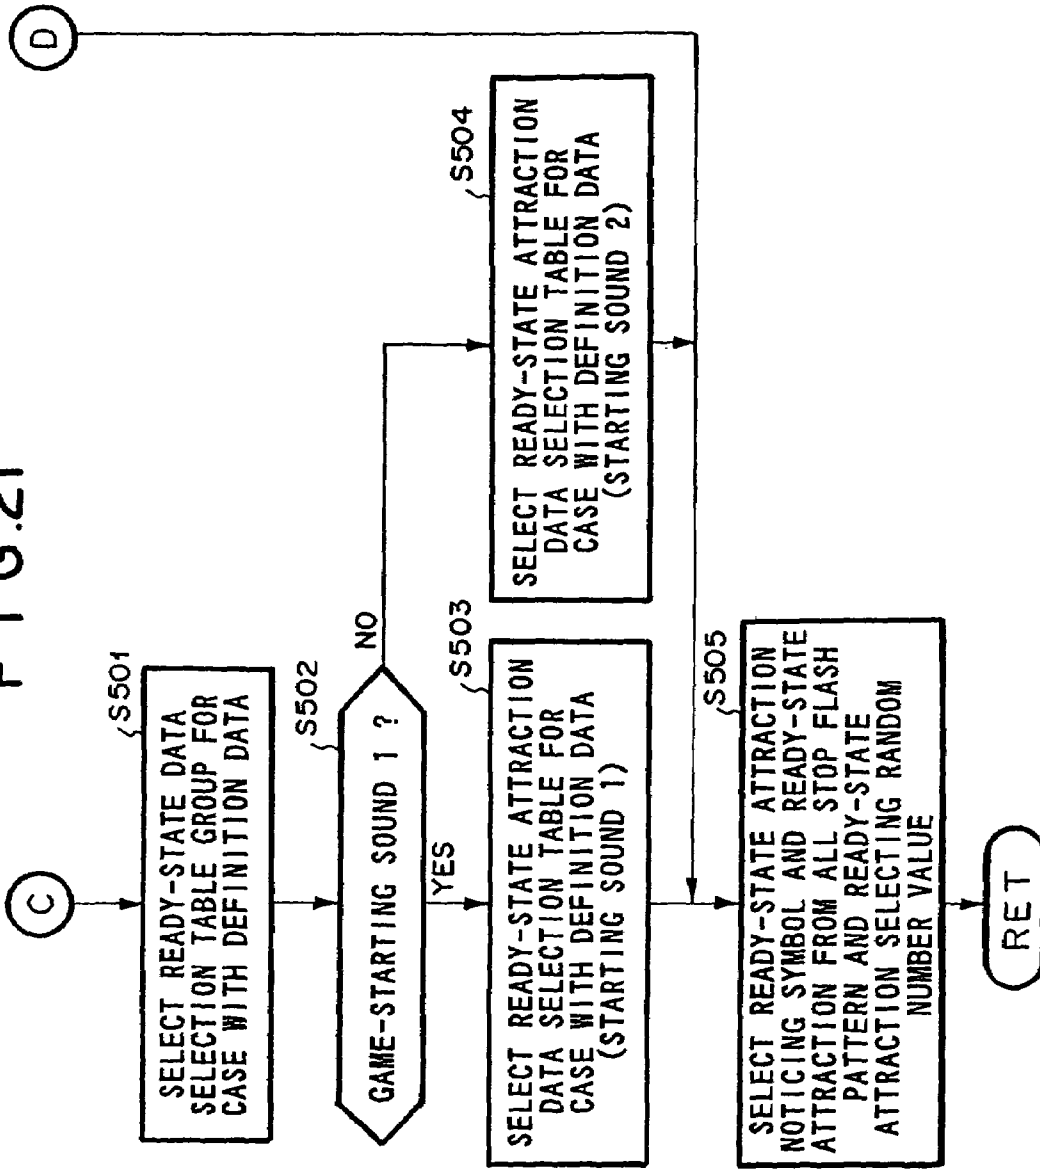 FIG.21
C
D
S501
SELECT READY-STATE DATA
SELECTION TABLE GROUP FOR
CASE WITH DEFINITION DATA
S502
GAME-STARTING SOUND 1 ?
NO
YES
S503
SELECT READY-STATE ATTRACTION
DATA SELECTION TABLE FOR
CASE WITH DEFINITION DATA
(STARTING SOUND 1)
S504
SELECT READY-STATE ATTRACTION
DATA SELECTION TABLE FOR
CASE WITH DEFINITION DATA
(STARTING SOUND 2)
S505
SELECT READY-STATE ATTRACTION
NOTICING SYMBOL AND READY-STATE
ATTRACTION FROM ALL STOP FLASH
PATTERN AND READY-STATE
ATTRACTION SELECTING RANDOM
NUMBER VALUE
RET